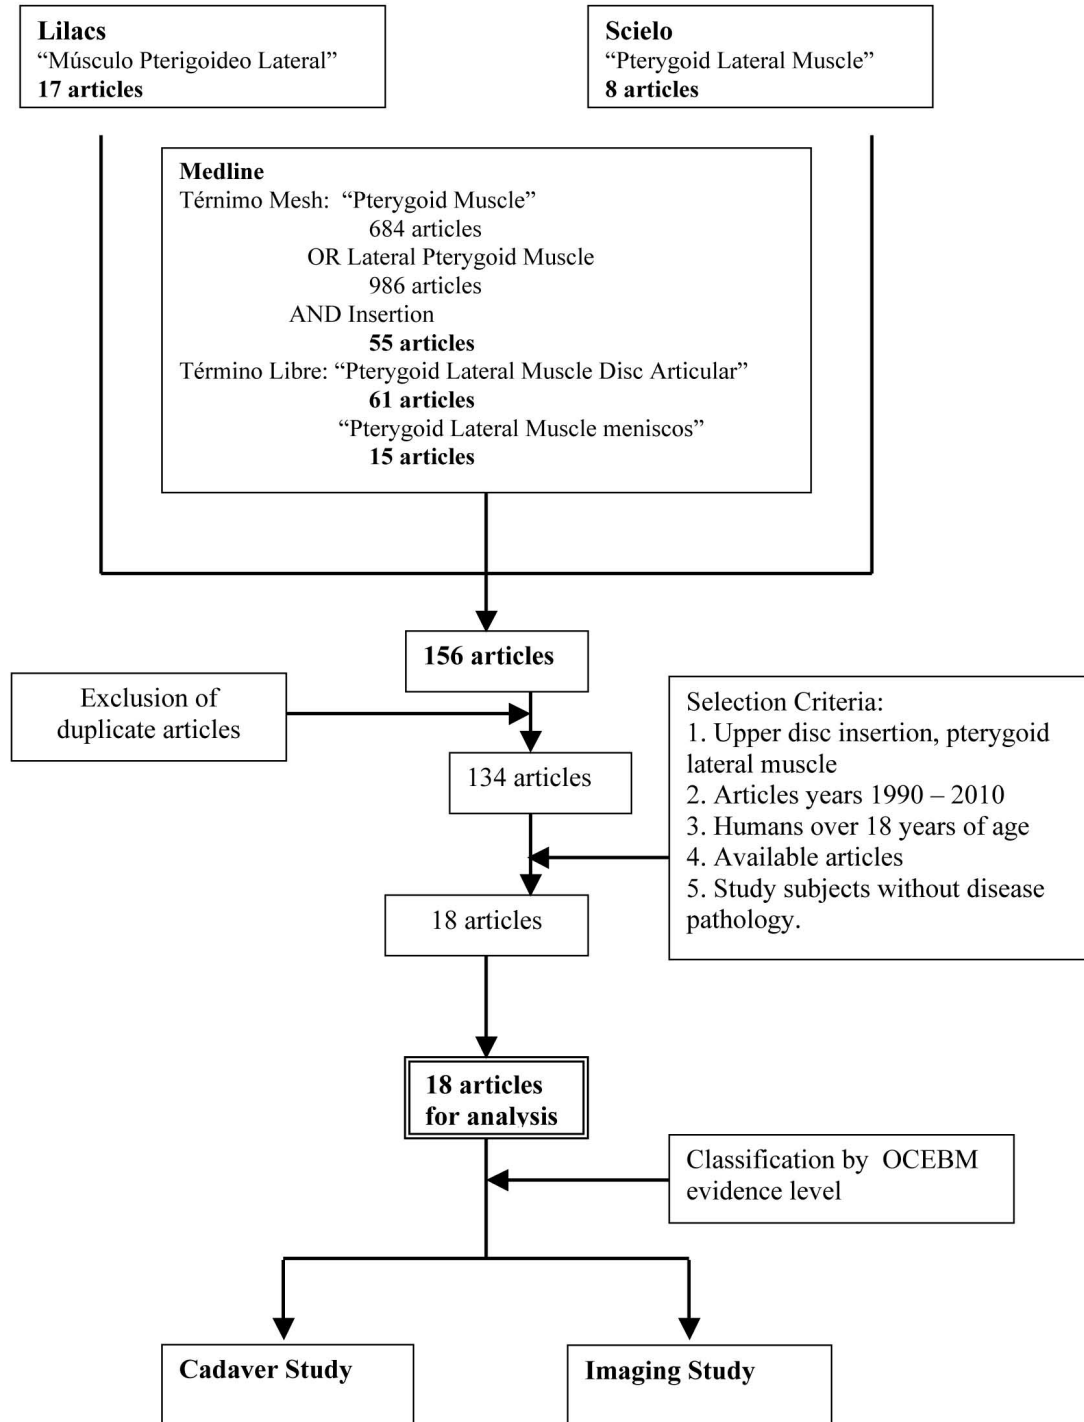 Lilacs
“Músculo Pterigoideo Lateral”
17 articles
Scielo
“Pterygoid Lateral Muscle”
8 articles
Medline
Térnimo Mesh: “Pterygoid Muscle”
684 articles
OR Lateral Pterygoid Muscle
986 articles
AND Insertion
55 articles
Término Libre: “Pterygoid Lateral Muscle Disc Articular”
61 articles
“Pterygoid Lateral Muscle meniscos”
15 articles
156 articles
Exclusion of
duplicate articles
134 articles
Selection Criteria:
1. Upper disc insertion, pterygoid
lateral muscle
2. Articles years 1990 – 2010
3. Humans over 18 years of age
4. Available articles
5. Study subjects without disease
pathology.
18 articles
18 articles
for analysis
Classification by OCEBM
evidence level
Cadaver Study
Imaging Study